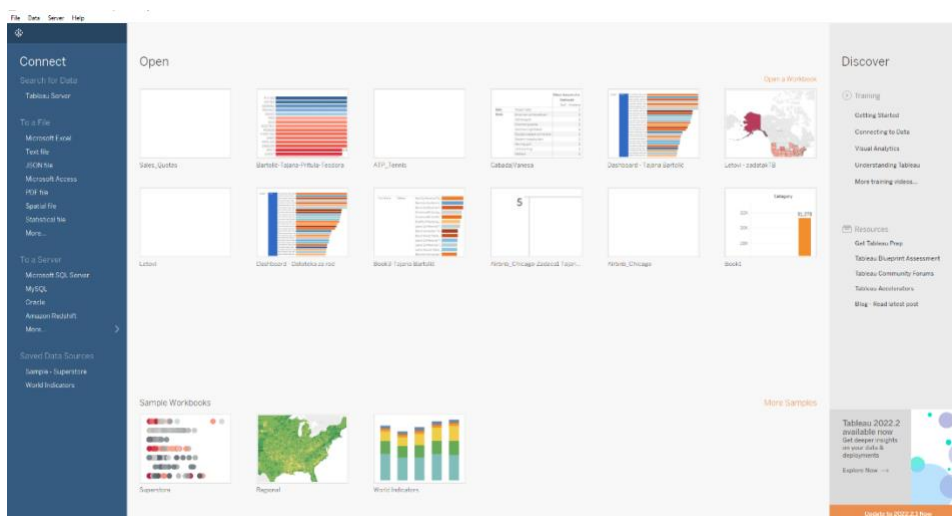 File Data Server Help
Connect
Search for Data
Tableau Server
To a File
Microsoft Excel
Text file
JSON file
Microsoft Access
PDF file
Spatial file
Statistical file
More...
To a Server
Microsoft SQL Server
MySQL
Oracle
Amazon Redshift
More...
Saved Data Sources
Sample - Superstore
World Indicators
Open
Open a Workbook
Sales_Quotes
ATP_Tennis
Dashboard - Tajana Bartolić
Letovi - zadatakTB
Letovi
Airbnb_Chicago
Book1
5
Category
Sample Workbooks
More Samples
Superstore
Regional
World Indicators
Discover
Training
Getting Started
Connecting to Data
Visual Analytics
Understanding Tableau
More training videos...
Resources
Get Tableau Prep
Tableau Blueprint Assessment
Tableau Community Forums
Tableau Accelerators
Blog - Read latest post
Tableau 2022.2
available now
Get deeper insights
on your data &
deployments
Explore Now →
Update to 2022.2.1 Now